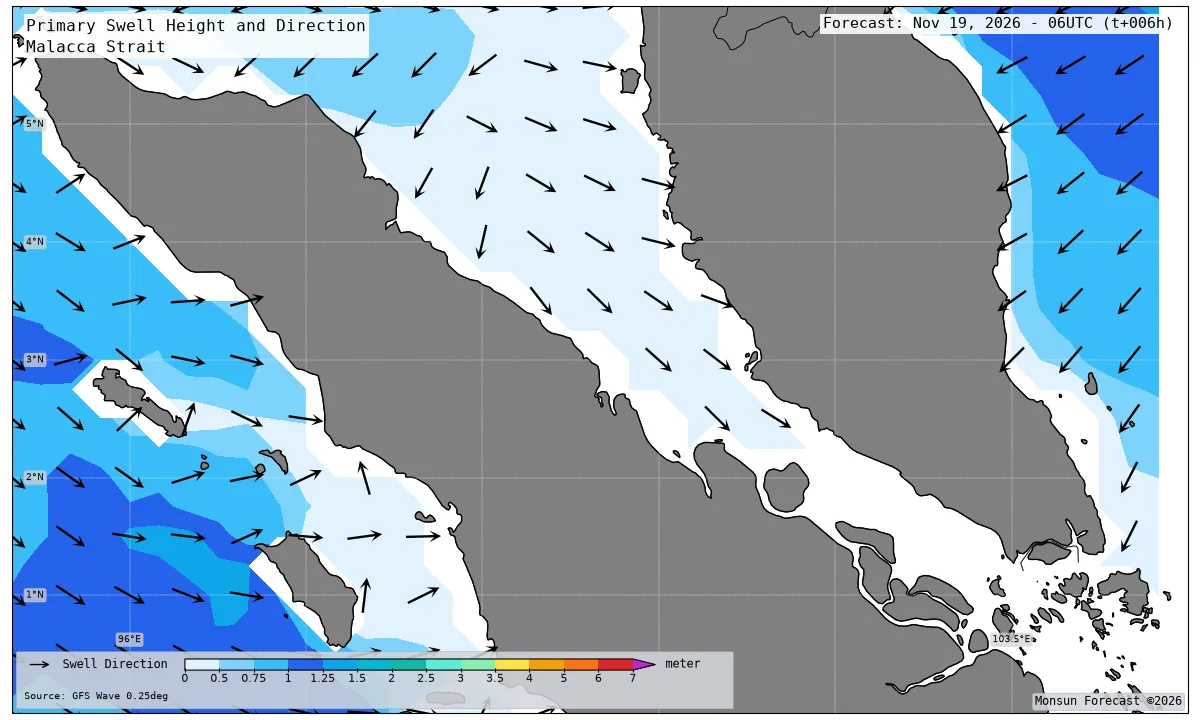 Primary Swell Height and Direction
Malacca Strait
Forecast: Nov 19, 2026 - 06UTC (t+006h)
5°N
4°N
3°N
2°N
1°N
96°E
103.5°E
Swell Direction
0 0.5 0.75 1 1.25 1.5 2 2.5 3 3.5 4 5 6 7
meter
Source: GFS Wave 0.25deg
Monsun Forecast ©2026